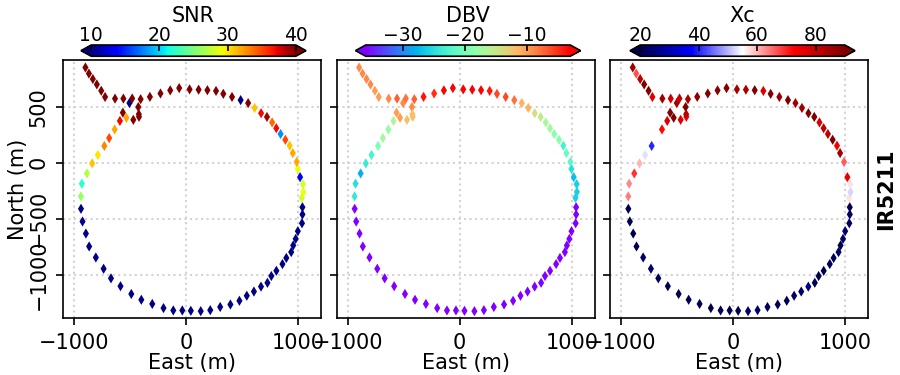 SNR DBV Xc
10 20 30 40 −30 −20 −10 20 40 60 80
500
0
−500
−1000
North (m)
−1000 0 1000 −1000 0 1000 −1000 0 1000
East (m) East (m) East (m)
IR5211